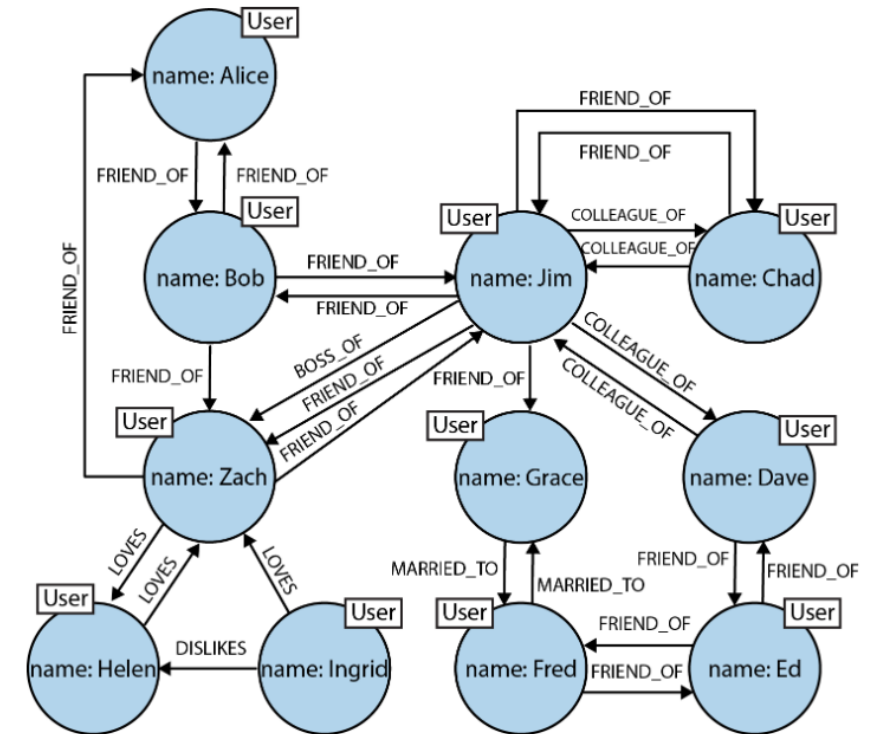 User
name: Alice
FRIEND_OF
FRIEND_OF
FRIEND_OF
FRIEND_OF
User
FRIEND_OF
User
COLLEAGUE_OF
User
name: Bob
FRIEND_OF
name: Jim
COLLEAGUE_OF
name: Chad
FRIEND_OF
FRIEND_OF
FRIEND_OF
BOSS_OF
FRIEND_OF
FRIEND_OF
FRIEND_OF
COLLEAGUE_OF
COLLEAGUE_OF
User
User
User
name: Zach
name: Grace
name: Dave
LOVES
LOVES
LOVES
MARRIED_TO
MARRIED_TO
FRIEND_OF
FRIEND_OF
User
User
User
User
name: Helen
DISLIKES
name: Ingrid
name: Fred
FRIEND_OF
FRIEND_OF
name: Ed